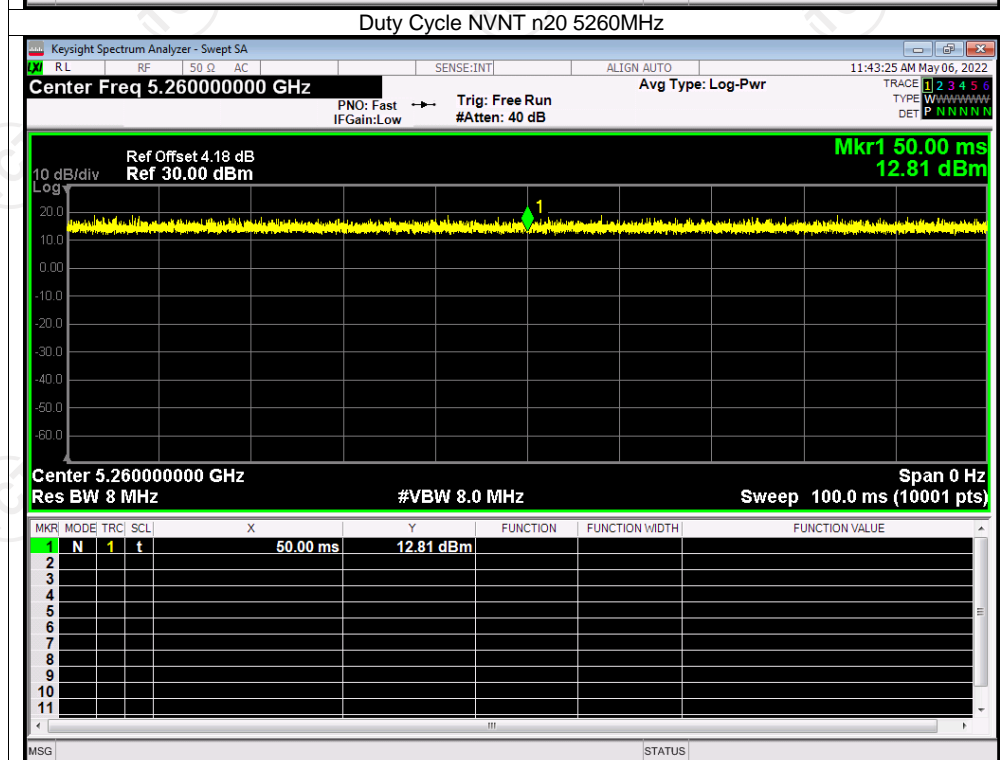 Duty Cycle NVNT n20 5260MHz
Keysight Spectrum Analyzer - Swept SA
LXI RL RF 50 Ω AC SENSE:INT ALIGN AUTO 11:43:25 AM May 06, 2022
Center Freq 5.260000000 GHz Avg Type: Log-Pwr TRACE 1 2 3 4 5 6
PNO: Fast Trig: Free Run TYPE WWWWWW
IFGain:Low #Atten: 40 dB DET P N N N N N
Mkr1 50.00 ms
Ref Offset 4.18 dB 12.81 dBm
10 dB/div Ref 30.00 dBm
Log
20.0
1
10.0
0.00
-10.0
-20.0
-30.0
-40.0
-50.0
-60.0
Center 5.260000000 GHz Span 0 Hz
Res BW 8 MHz #VBW 8.0 MHz Sweep 100.0 ms (10001 pts)
MKR MODE TRC SCL X Y FUNCTION FUNCTION WIDTH FUNCTION VALUE
1 N 1 t 50.00 ms 12.81 dBm
2
3
4
5
6
7
8
9
10
11
MSG STATUS